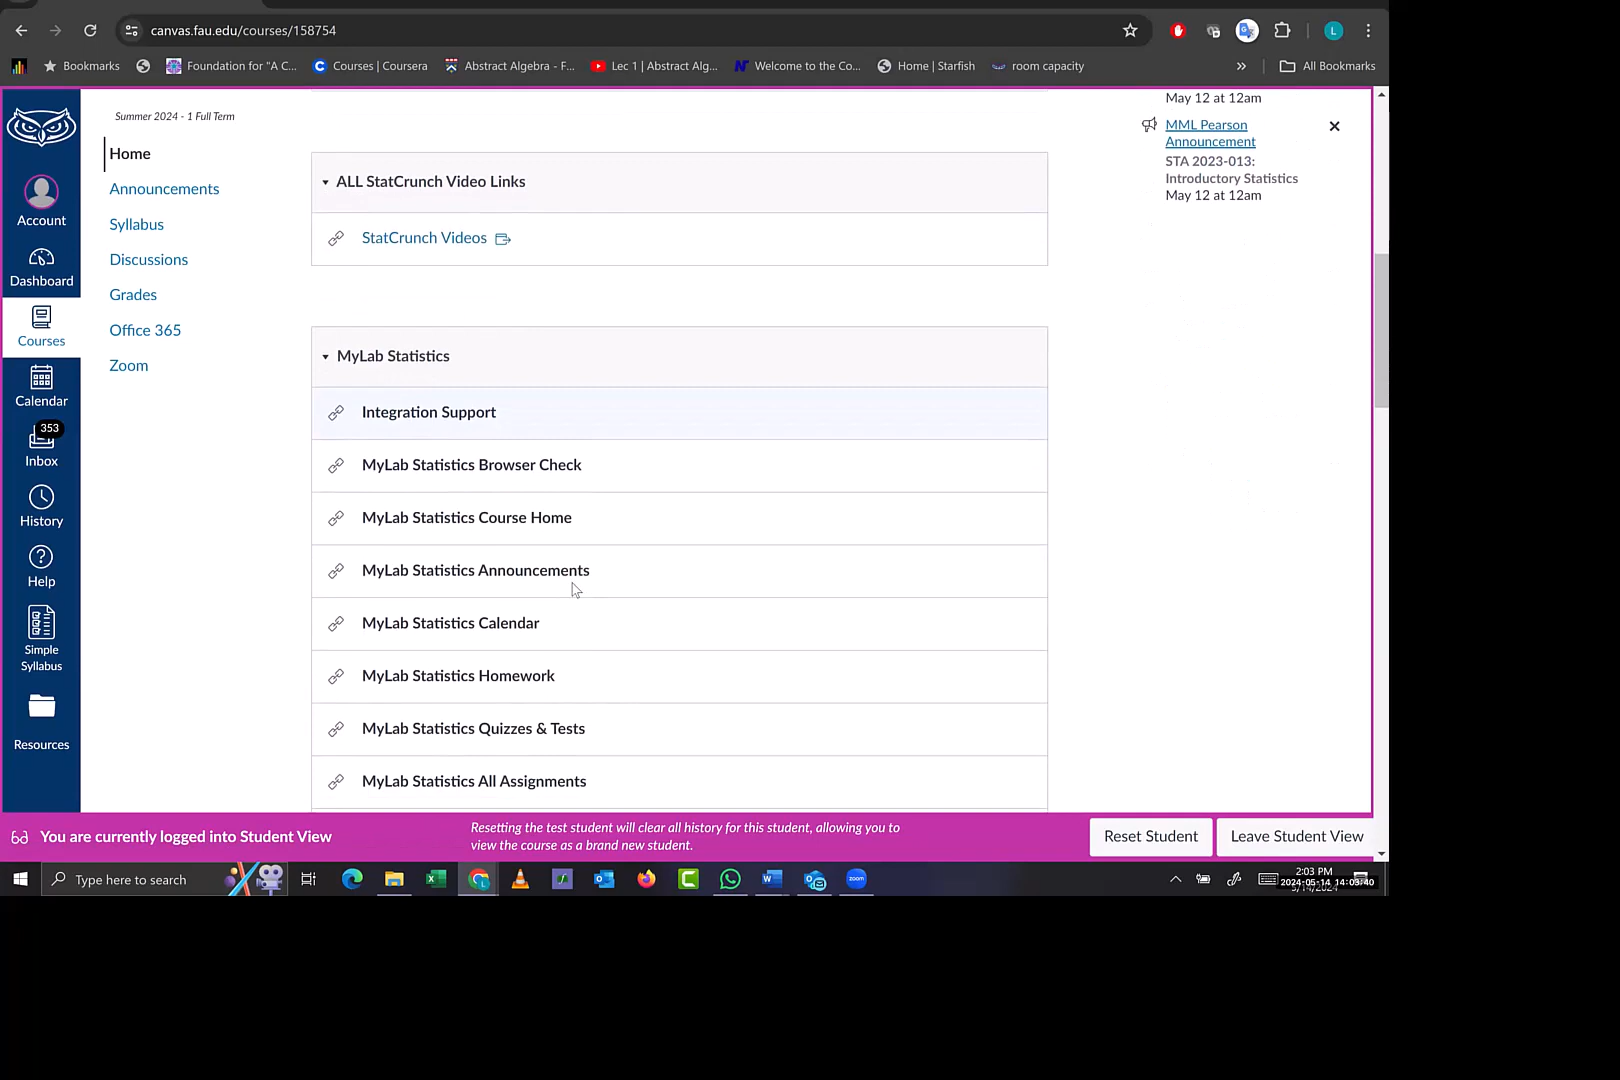 canvas.fau.edu/courses/158754
L
Bookmarks
Foundation for "A C...
Courses | Coursera
Abstract Algebra - F...
Lec 1 | Abstract Alg...
Welcome to the Co...
Home | Starfish
room capacity
All Bookmarks
Account
Dashboard
Courses
Calendar
353
Inbox
History
Help
Simple
Syllabus
Resources
Summer 2024 - 1 Full Term
Home
Announcements
Syllabus
Discussions
Grades
Office 365
Zoom
ALL StatCrunch Video Links
StatCrunch Videos
MyLab Statistics
Integration Support
MyLab Statistics Browser Check
MyLab Statistics Course Home
MyLab Statistics Announcements
MyLab Statistics Calendar
MyLab Statistics Homework
MyLab Statistics Quizzes & Tests
MyLab Statistics All Assignments
May 12 at 12am
MML Pearson
Announcement
STA 2023-013:
Introductory Statistics
May 12 at 12am
You are currently logged into Student View
Resetting the test student will clear all history for this student, allowing you to
view the course as a brand new student.
Reset Student
Leave Student View
Type here to search
zoom
2:03 PM
2024-05-14 14:03:40